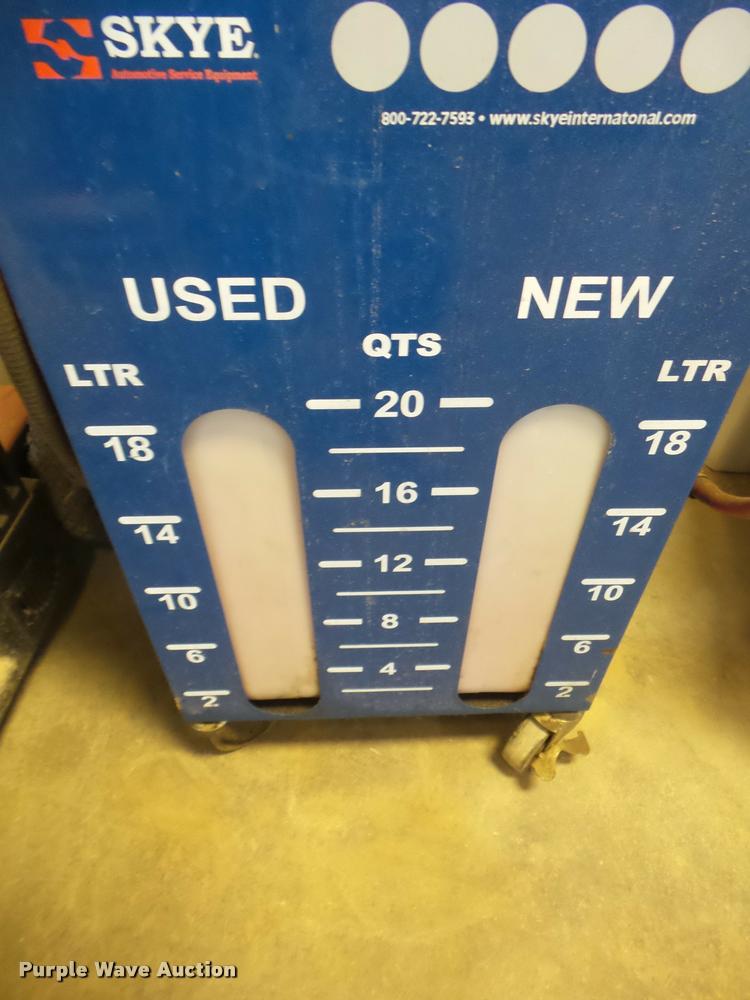 SKYE
Automotive Service Equipment
800-722-7593 • www.skyeinternatonal.com
USED NEW
QTS
LTR LTR
20
18 18
16
14 14
12
10 10
8
6 6
4
2 2
Purple Wave Auction